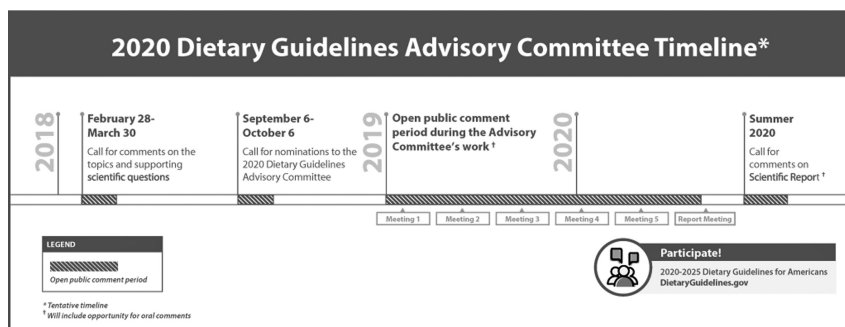 2020 Dietary Guidelines Advisory Committee Timeline*
2018
February 28-
March 30
Call for comments on the
topics and supporting
scientific questions
September 6-
October 6
Call for nominations to the
2020 Dietary Guidelines
Advisory Committee
2019
Open public comment
period during the Advisory
Committee's work †
2020
Summer
2020
Call for
comments on
Scientific Report †
Meeting 1
Meeting 2
Meeting 3
Meeting 4
Meeting 5
Report Meeting
LEGEND
Open public comment period
* Tentative timeline
† Will include opportunity for oral comments
Participate!
2020-2025 Dietary Guidelines for Americans
DietaryGuidelines.gov